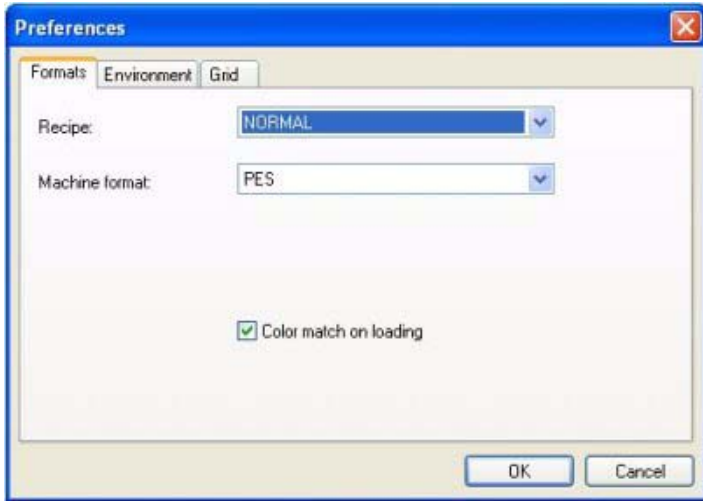 Preferences
Formats Environment Grid
Recipe: NORMAL
Machine format: PES
Color match on loading
OK Cancel